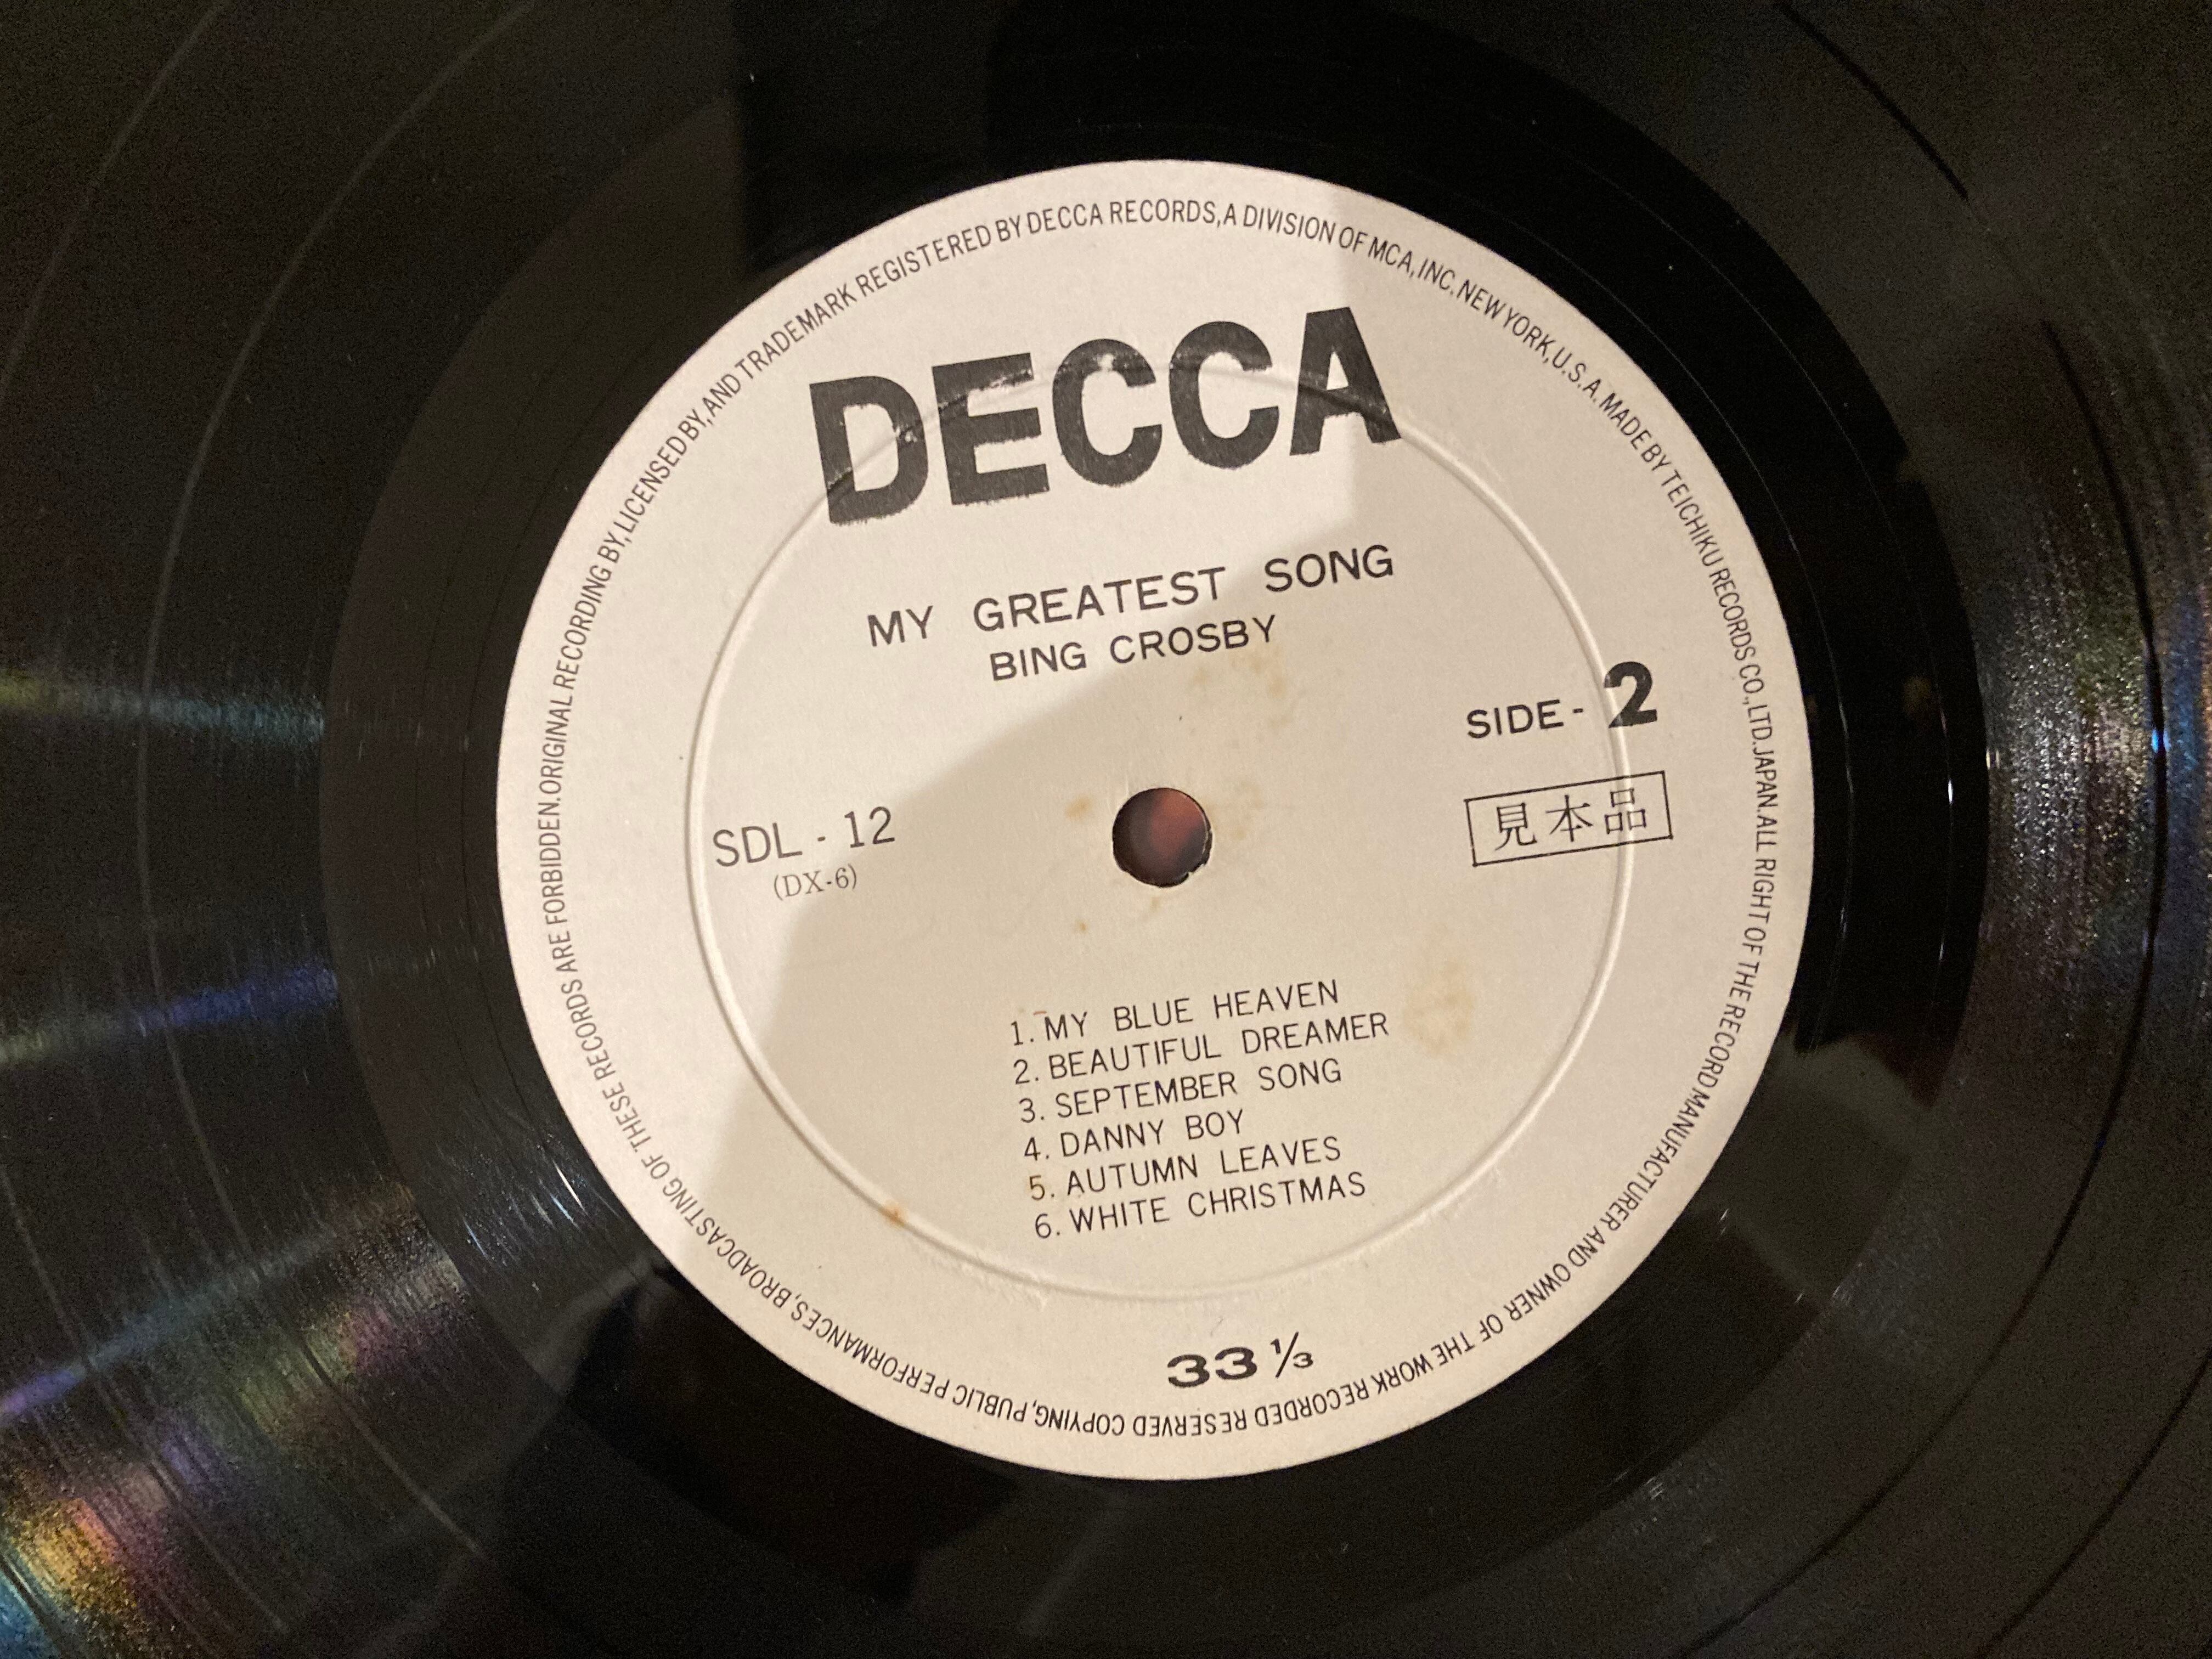 DECCA
MY GREATEST SONG
BING CROSBY
SIDE - 2
見本品
SDL - 12
(DX-6)
1. MY BLUE HEAVEN
2. BEAUTIFUL DREAMER
3. SEPTEMBER SONG
4. DANNY BOY
5. AUTUMN LEAVES
6. WHITE CHRISTMAS
33 1/3
ORIGINAL RECORDING BY, LICENSED BY, AND TRADEMARK REGISTERED BY DECCA RECORDS, A DIVISION OF MCA, INC. NEW YORK, U.S.A. MADE BY TEICHIKU RECORDS CO., LTD. JAPAN. ALL RIGHT OF THE RECORD MANUFACTURER AND OWNER OF THE WORK RECORDED RESERVED COPYING, PUBLIC PERFORMANCES, BROADCASTING OF THESE RECORDS ARE FORBIDDEN.